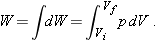 W = ∫dW = ∫_{V_i}^{V_f} p dV .